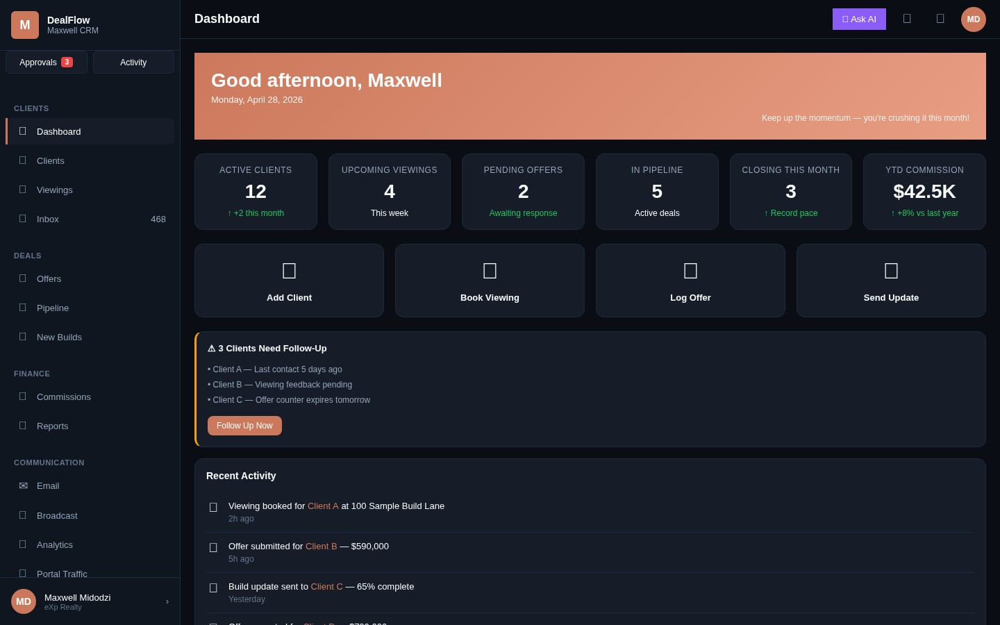 M
DealFlow
Maxwell CRM
Approvals 3
Activity
CLIENTS
Dashboard
Clients
Viewings
Inbox 468
DEALS
Offers
Pipeline
New Builds
FINANCE
Commissions
Reports
COMMUNICATION
✉ Email
Broadcast
Analytics
Portal Traffic
MD
Maxwell Midodzi
eXp Realty
›
Dashboard
Ask AI
MD
Good afternoon, Maxwell
Monday, April 28, 2026
Keep up the momentum — you're crushing it this month!
ACTIVE CLIENTS
12
↑ +2 this month
UPCOMING VIEWINGS
4
This week
PENDING OFFERS
2
Awaiting response
IN PIPELINE
5
Active deals
CLOSING THIS MONTH
3
↑ Record pace
YTD COMMISSION
$42.5K
↑ +8% vs last year
Add Client
Book Viewing
Log Offer
Send Update
⚠ 3 Clients Need Follow-Up
• Client A — Last contact 5 days ago
• Client B — Viewing feedback pending
• Client C — Offer counter expires tomorrow
Follow Up Now
Recent Activity
Viewing booked for Client A at 100 Sample Build Lane
2h ago
Offer submitted for Client B — $590,000
5h ago
Build update sent to Client C — 65% complete
Yesterday